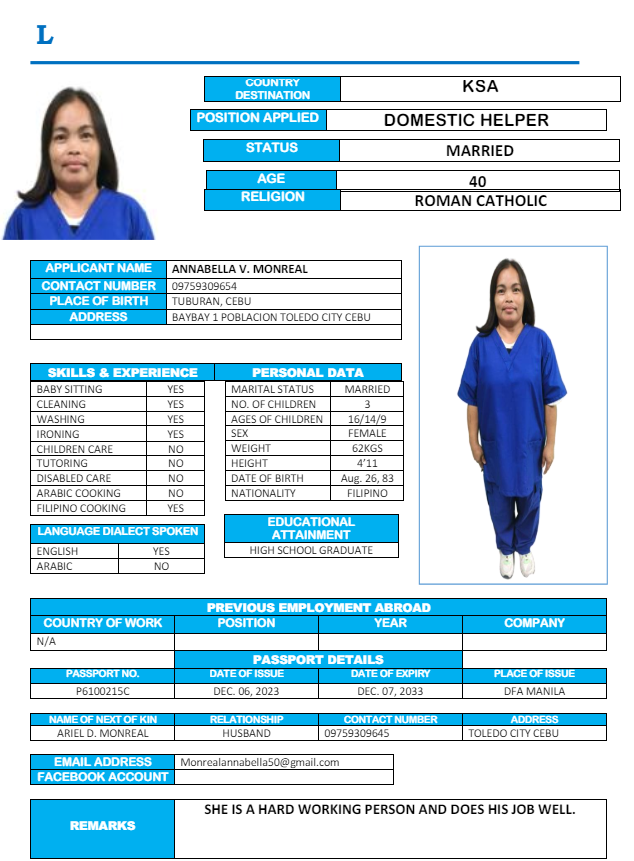 L
COUNTRY DESTINATION KSA
POSITION APPLIED DOMESTIC HELPER
STATUS MARRIED
AGE 40
RELIGION ROMAN CATHOLIC
APPLICANT NAME ANNABELLA V. MONREAL
CONTACT NUMBER 09759309654
PLACE OF BIRTH TUBURAN, CEBU
ADDRESS BAYBAY 1 POBLACION TOLEDO CITY CEBU
SKILLS & EXPERIENCE PERSONAL DATA
BABY SITTING YES MARITAL STATUS MARRIED
CLEANING YES NO. OF CHILDREN 3
WASHING YES AGES OF CHILDREN 16/14/9
IRONING YES SEX FEMALE
CHILDREN CARE NO WEIGHT 62KGS
TUTORING NO HEIGHT 4'11
DISABLED CARE NO DATE OF BIRTH Aug. 26, 83
ARABIC COOKING NO NATIONALITY FILIPINO
FILIPINO COOKING YES
LANGUAGE DIALECT SPOKEN
ENGLISH YES
ARABIC NO
EDUCATIONAL
ATTAINMENT
HIGH SCHOOL GRADUATE
PREVIOUS EMPLOYMENT ABROAD
COUNTRY OF WORK POSITION YEAR COMPANY
N/A
PASSPORT DETAILS
PASSPORT NO. DATE OF ISSUE DATE OF EXPIRY PLACE OF ISSUE
P6100215C DEC. 06, 2023 DEC. 07, 2033 DFA MANILA
NAME OF NEXT OF KIN RELATIONSHIP CONTACT NUMBER ADDRESS
ARIEL D. MONREAL HUSBAND 09759309645 TOLEDO CITY CEBU
EMAIL ADDRESS Monrealannabella50@gmail.com
FACEBOOK ACCOUNT
REMARKS SHE IS A HARD WORKING PERSON AND DOES HIS JOB WELL.